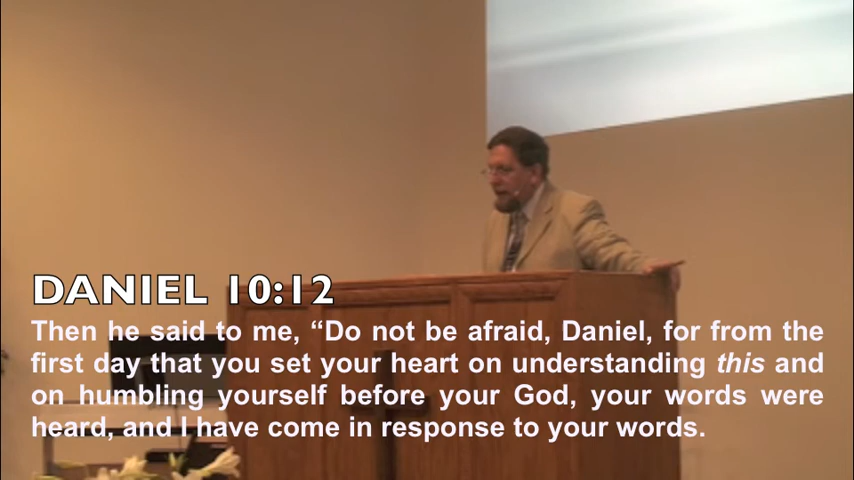 DANIEL 10:12
Then he said to me, “Do not be afraid, Daniel, for from the
first day that you set your heart on understanding this and
on humbling yourself before your God, your words were
heard, and I have come in response to your words.